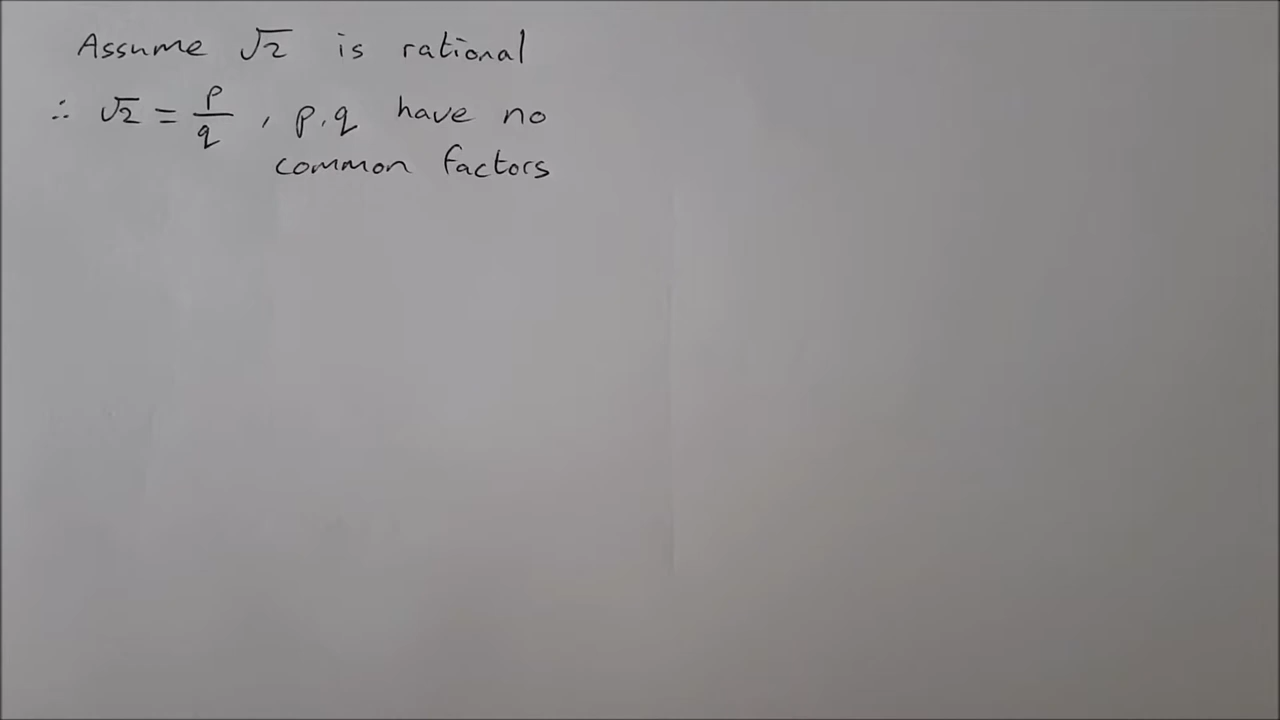 Assume √2 is rational
∴ √2 = p/q , p,q have no
common factors